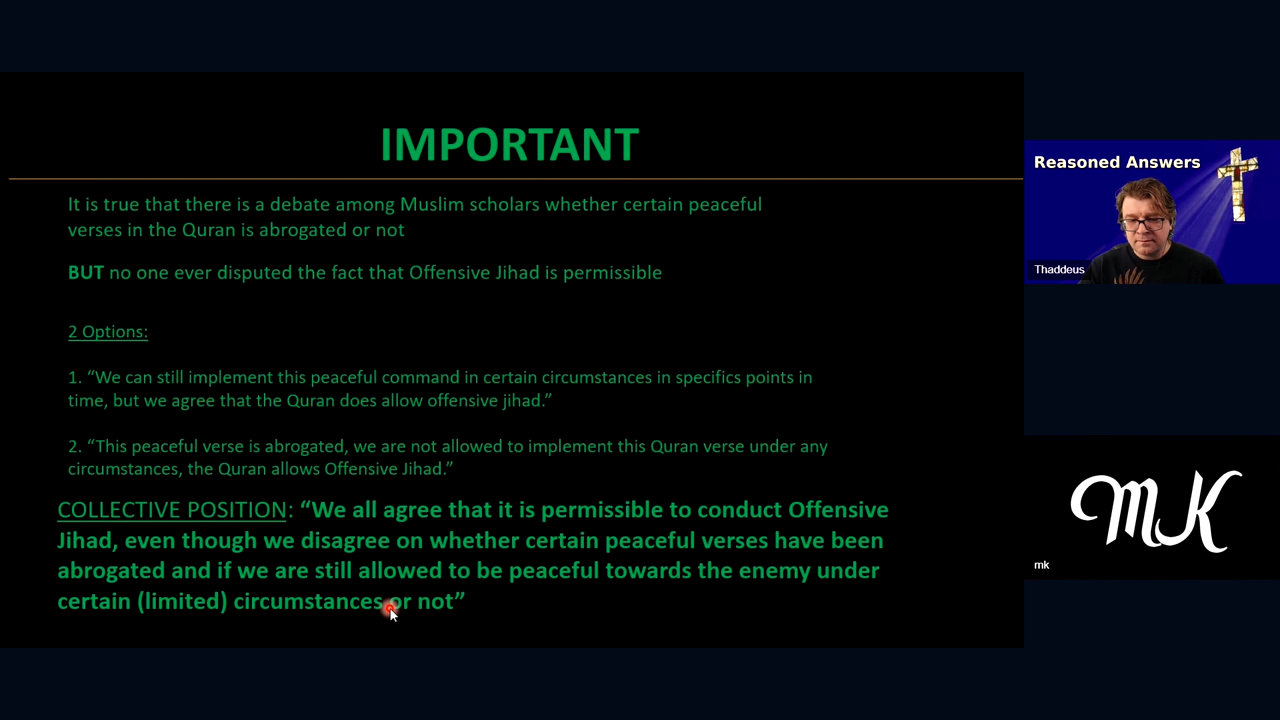 IMPORTANT
It is true that there is a debate among Muslim scholars whether certain peaceful
verses in the Quran is abrogated or not
BUT no one ever disputed the fact that Offensive Jihad is permissible
2 Options:
1. “We can still implement this peaceful command in certain circumstances in specifics points in
time, but we agree that the Quran does allow offensive jihad.”
2. “This peaceful verse is abrogated, we are not allowed to implement this Quran verse under any
circumstances, the Quran allows Offensive Jihad.”
COLLECTIVE POSITION: “We all agree that it is permissible to conduct Offensive
Jihad, even though we disagree on whether certain peaceful verses have been
abrogated and if we are still allowed to be peaceful towards the enemy under
certain (limited) circumstances or not”
Reasoned Answers
Thaddeus
MK
mk